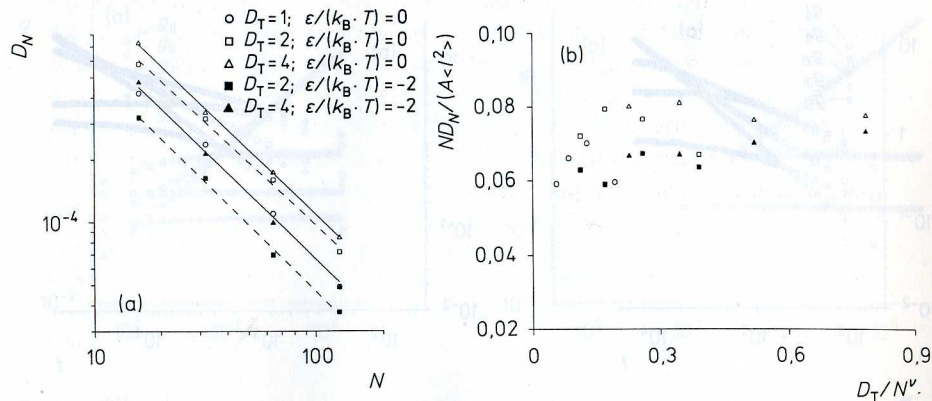 D_N
○ D_T=1; ε/(k_B· T)=0
□ D_T=2; ε/(k_B· T)=0
△ D_T=4; ε/(k_B· T)=0
■ D_T=2; ε/(k_B· T)=-2
▲ D_T=4; ε/(k_B· T)=-2
10⁻⁴
(a)
10
100
N
ND_N/(A<l²>)
0,10
(b)
0,08
0,06
0,04
0,02
0
0,3
0,6
0,9
D_T/N^ν.